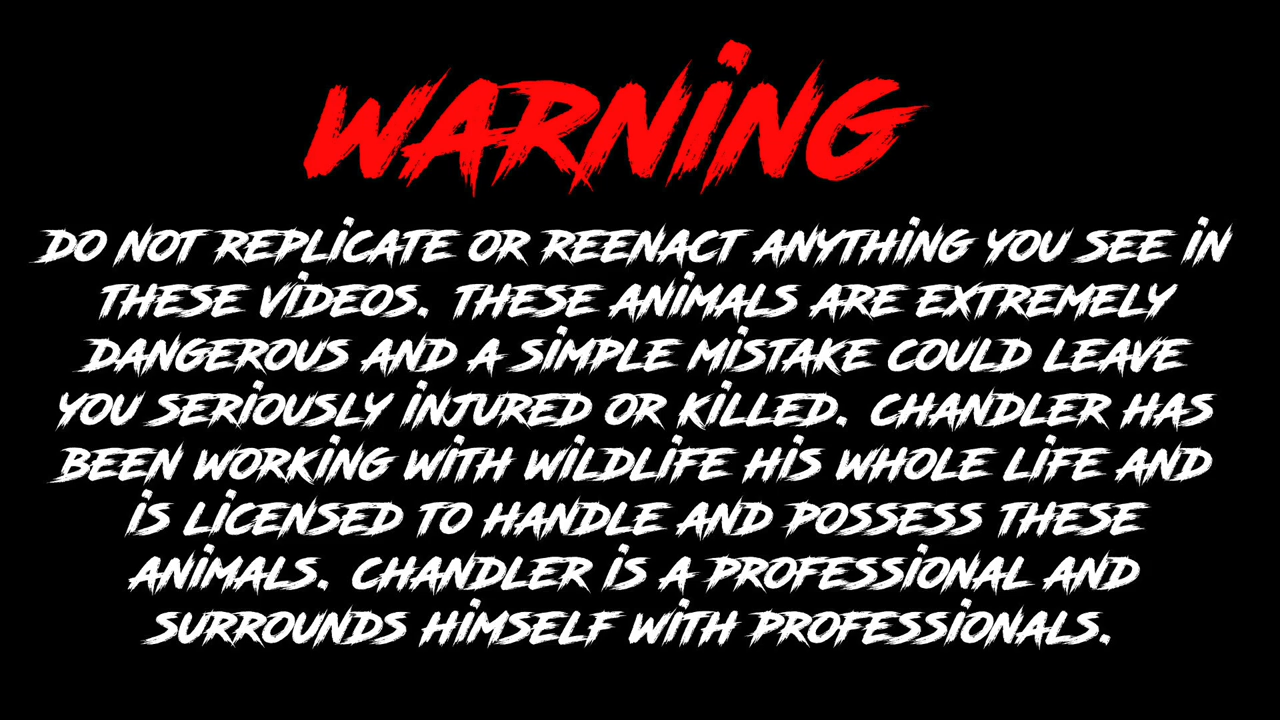 WARNING
DO NOT REPLICATE OR REENACT ANYTHING YOU SEE IN
THESE VIDEOS. THESE ANIMALS ARE EXTREMELY
DANGEROUS AND A SIMPLE MISTAKE COULD LEAVE
YOU SERIOUSLY INJURED OR KILLED. CHANDLER HAS
BEEN WORKING WITH WILDLIFE HIS WHOLE LIFE AND
IS LICENSED TO HANDLE AND POSSESS THESE
ANIMALS. CHANDLER IS A PROFESSIONAL AND
SURROUNDS HIMSELF WITH PROFESSIONALS.